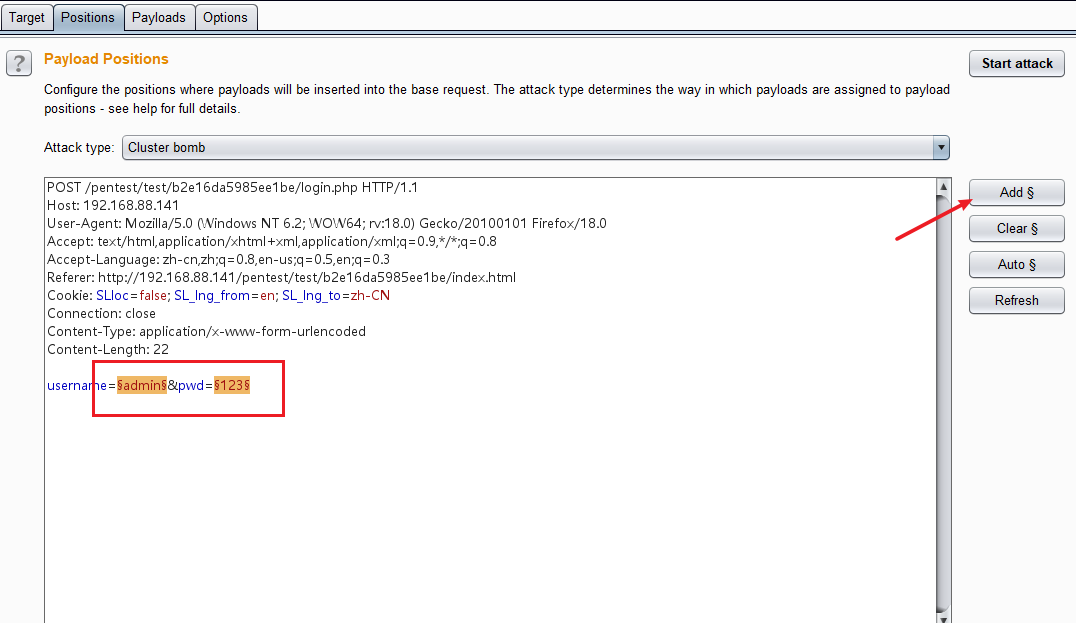 Target Positions Payloads Options
? Payload Positions
Start attack
Configure the positions where payloads will be inserted into the base request. The attack type determines the way in which payloads are assigned to payload
positions - see help for full details.
Attack type: Cluster bomb
POST /pentest/test/b2e16da5985ee1be/login.php HTTP/1.1
Host: 192.168.88.141
User-Agent: Mozilla/5.0 (Windows NT 6.2; WOW64; rv:18.0) Gecko/20100101 Firefox/18.0
Accept: text/html,application/xhtml+xml,application/xml;q=0.9,*/*;q=0.8
Accept-Language: zh-cn,zh;q=0.8,en-us;q=0.5,en;q=0.3
Referer: http://192.168.88.141/pentest/test/b2e16da5985ee1be/index.html
Cookie: SLloc=false; SL_lng_from=en; SL_lng_to=zh-CN
Connection: close
Content-Type: application/x-www-form-urlencoded
Content-Length: 22
username=§admin§&pwd=§123§
Add §
Clear §
Auto §
Refresh